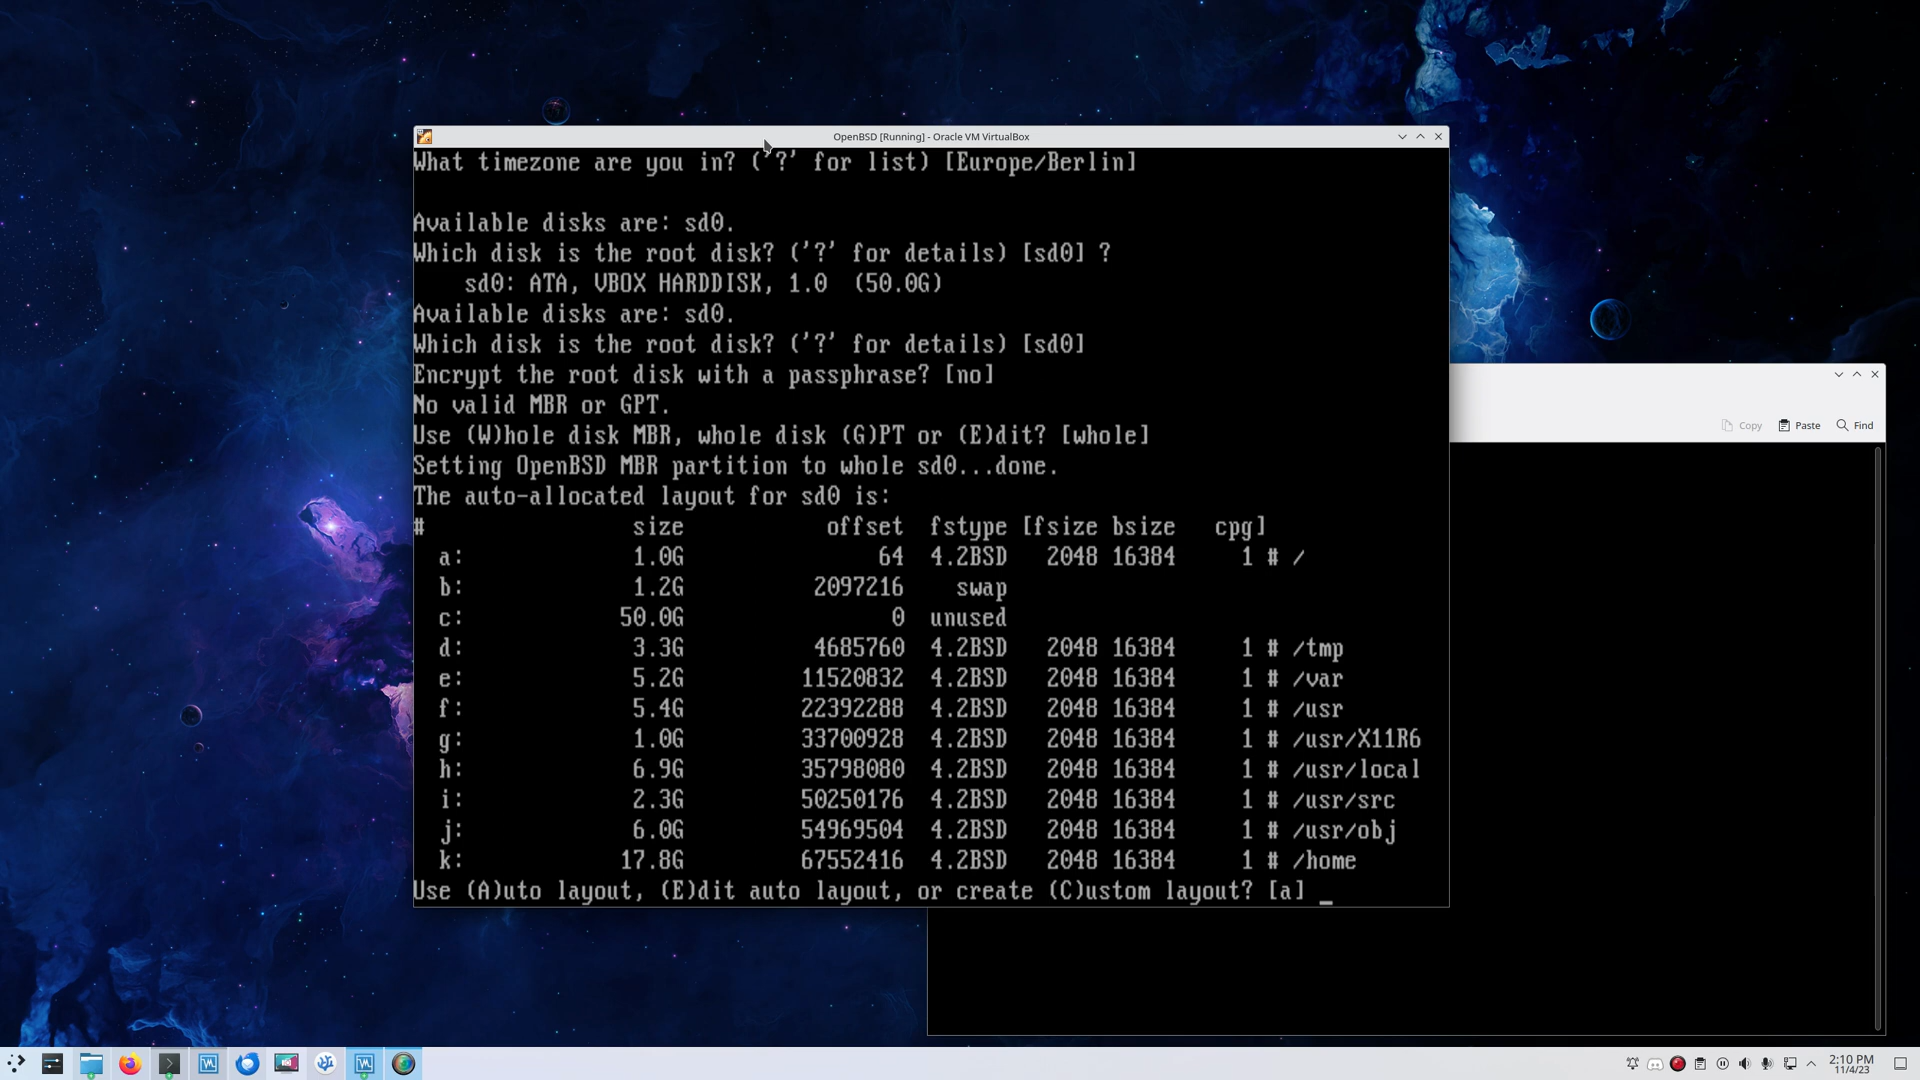 OpenBSD [Running] - Oracle VM VirtualBox
What timezone are you in? ('?' for list) [Europe/Berlin]
Available disks are: sd0.
Which disk is the root disk? ('?' for details) [sd0] ?
sd0: ATA, VBOX HARDDISK, 1.0 (50.0G)
Available disks are: sd0.
Which disk is the root disk? ('?' for details) [sd0]
Encrypt the root disk with a passphrase? [no]
No valid MBR or GPT.
Use (W)hole disk MBR, whole disk (G)PT or (E)dit? [whole]
Setting OpenBSD MBR partition to whole sd0...done.
The auto-allocated layout for sd0 is:
# size offset fstype [fsize bsize cpg]
a: 1.0G 64 4.2BSD 2048 16384 1 # /
b: 1.2G 2097216 swap
c: 50.0G 0 unused
d: 3.3G 4685760 4.2BSD 2048 16384 1 # /tmp
e: 5.2G 11520832 4.2BSD 2048 16384 1 # /var
f: 5.4G 22392288 4.2BSD 2048 16384 1 # /usr
g: 1.0G 33700928 4.2BSD 2048 16384 1 # /usr/X11R6
h: 6.9G 35798080 4.2BSD 2048 16384 1 # /usr/local
i: 2.3G 50250176 4.2BSD 2048 16384 1 # /usr/src
j: 6.0G 54969504 4.2BSD 2048 16384 1 # /usr/obj
k: 17.8G 67552416 4.2BSD 2048 16384 1 # /home
Use (A)uto layout, (E)dit auto layout, or create (C)ustom layout? [a] _
Copy Paste Find
2:10 PM
11/4/23